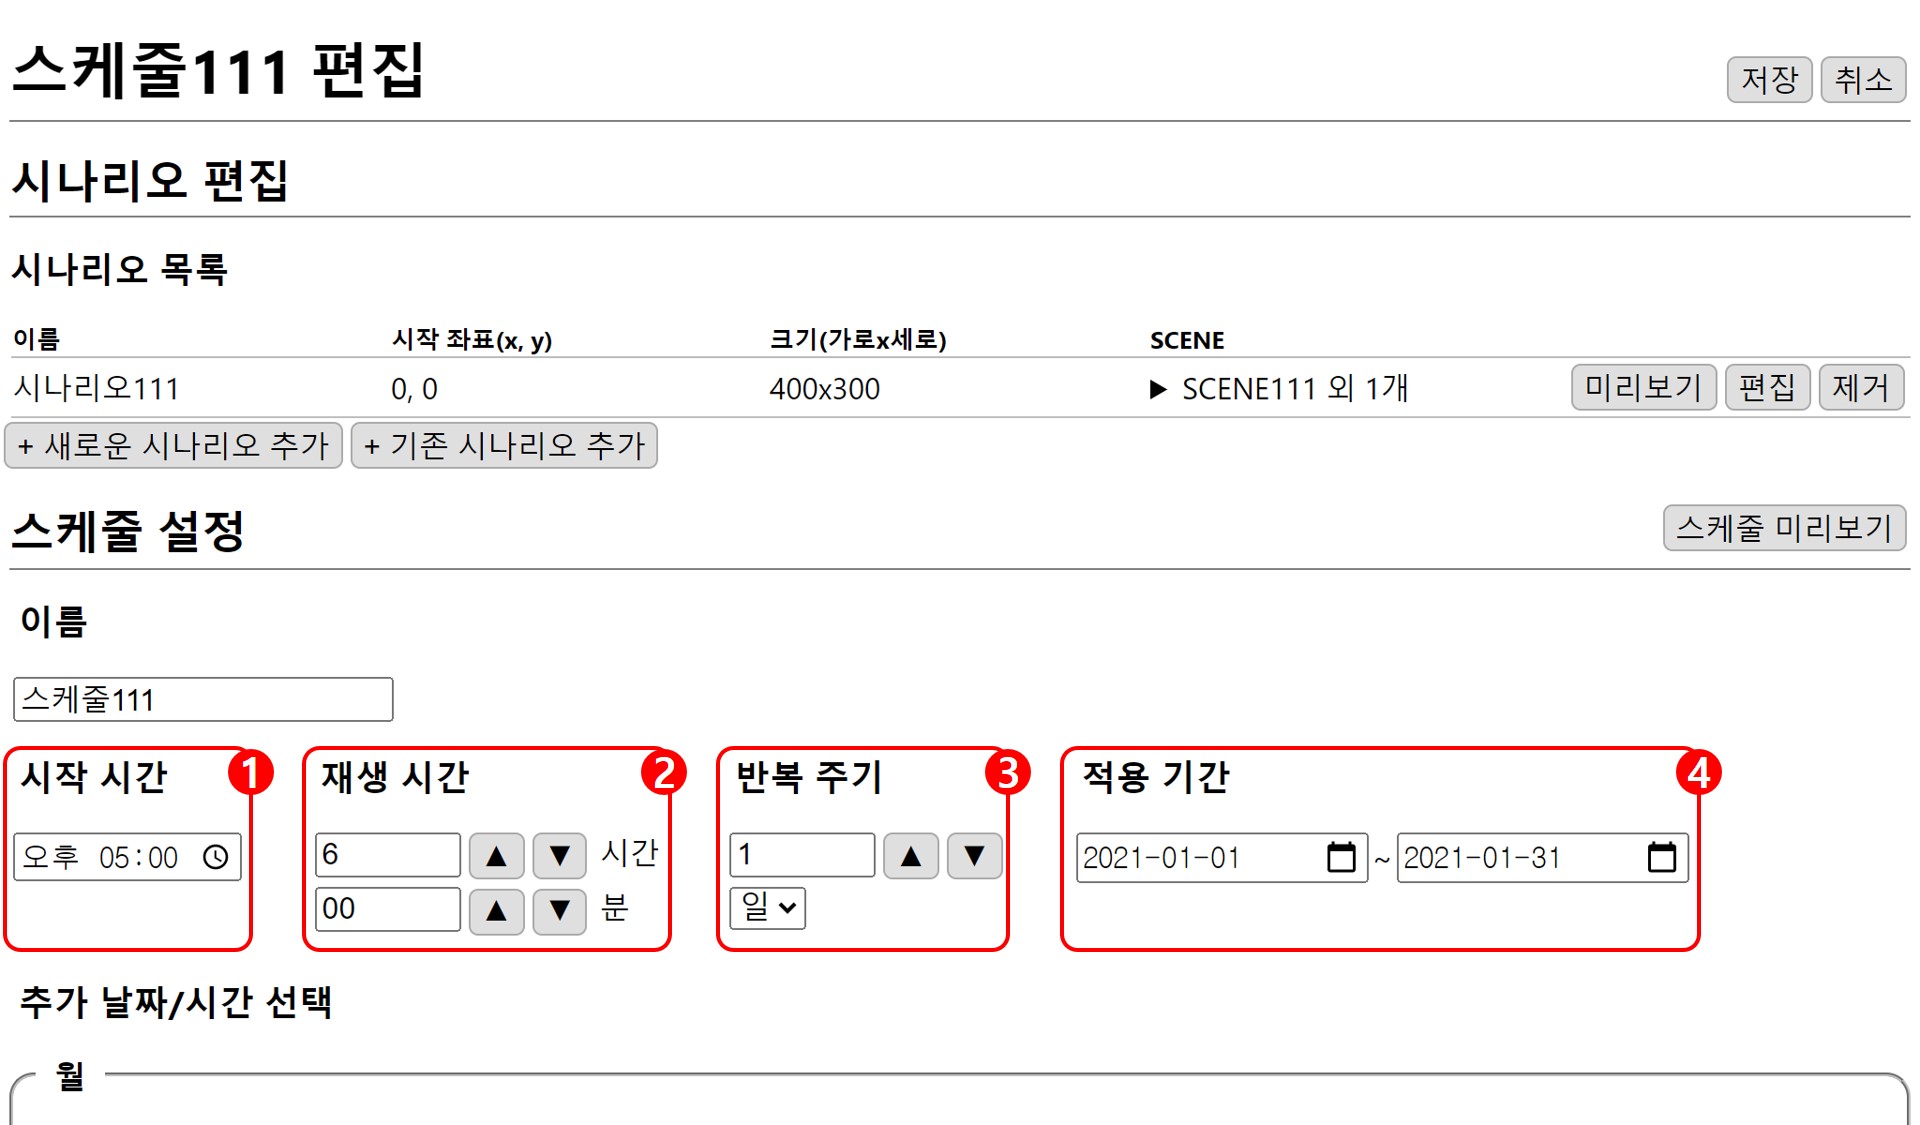 스케줄111 편집
저장 취소
시나리오 편집
시나리오 목록
이름 시작 좌표(x, y) 크기(가로x세로) SCENE
시나리오111 0, 0 400x300 ▶ SCENE111 외 1개 미리보기 편집 제거
+ 새로운 시나리오 추가 + 기존 시나리오 추가
스케줄 설정 스케줄 미리보기
이름
스케줄111
시작 시간 1 재생 시간 2 반복 주기 3 적용 기간 4
오후 05:00 6 ▲ ▼ 시간 1 ▲ ▼ 2021-01-01 ~ 2021-01-31
00 ▲ ▼ 분 일
추가 날짜/시간 선택
월